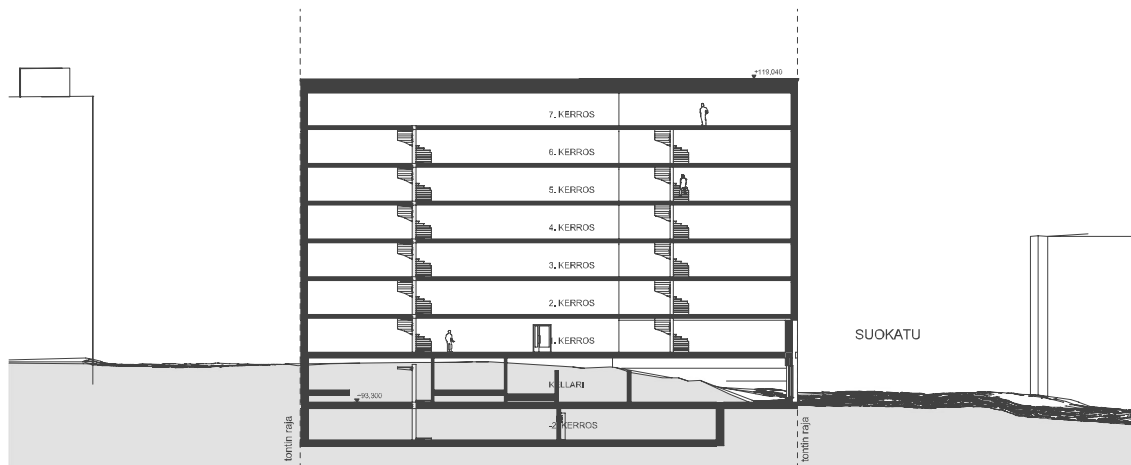 +119,040
7. KERROS
6. KERROS
5. KERROS
4. KERROS
3. KERROS
2. KERROS
1. KERROS
SUOKATU
KELLARI
+93,300
-2. KERROS
tontin raja
tontin raja